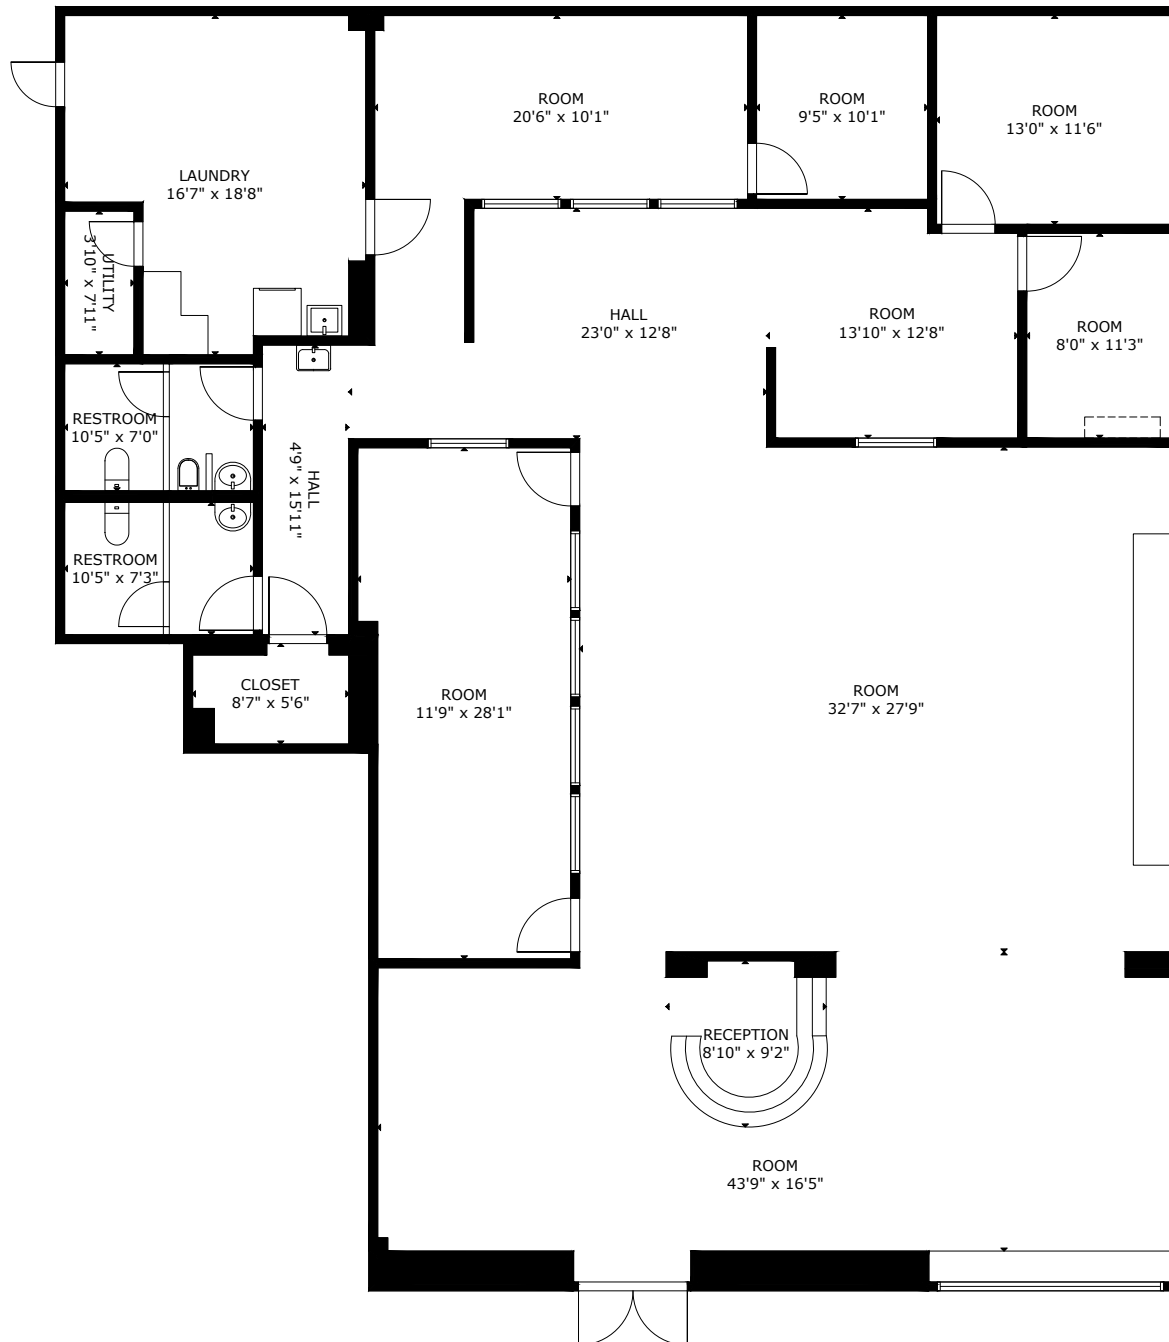 ROOM
20'6" x 10'1"
ROOM
9'5" x 10'1"
ROOM
13'0" x 11'6"
LAUNDRY
16'7" x 18'8"
UTILITY
3'10" x 7'11"
HALL
23'0" x 12'8"
ROOM
13'10" x 12'8"
ROOM
8'0" x 11'3"
RESTROOM
10'5" x 7'0"
HALL
4'9" x 15'11"
RESTROOM
10'5" x 7'3"
CLOSET
8'7" x 5'6"
ROOM
11'9" x 28'1"
ROOM
32'7" x 27'9"
RECEPTION
8'10" x 9'2"
ROOM
43'9" x 16'5"